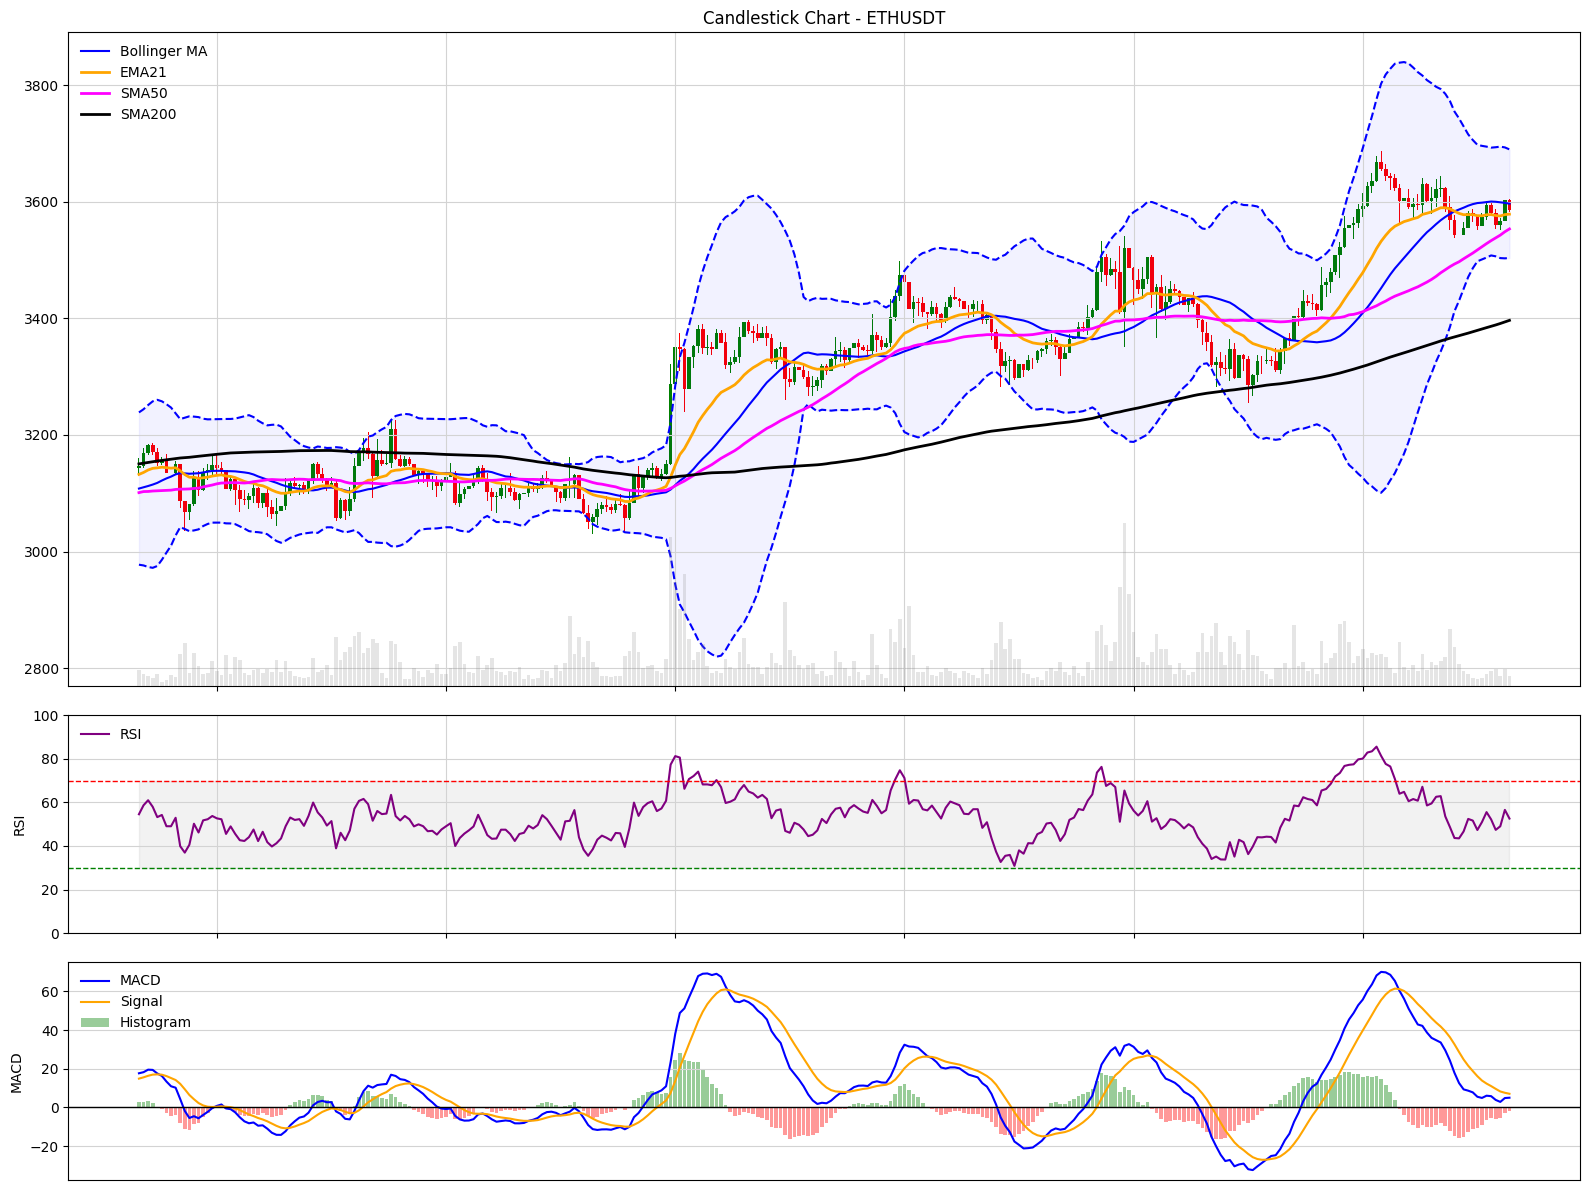 Candlestick Chart - ETHUSDT
Bollinger MA
EMA21
SMA50
SMA200
3800
3600
3400
3200
3000
2800
RSI
RSI
100
80
60
40
20
0
MACD
Signal
Histogram
MACD
60
40
20
0
−20